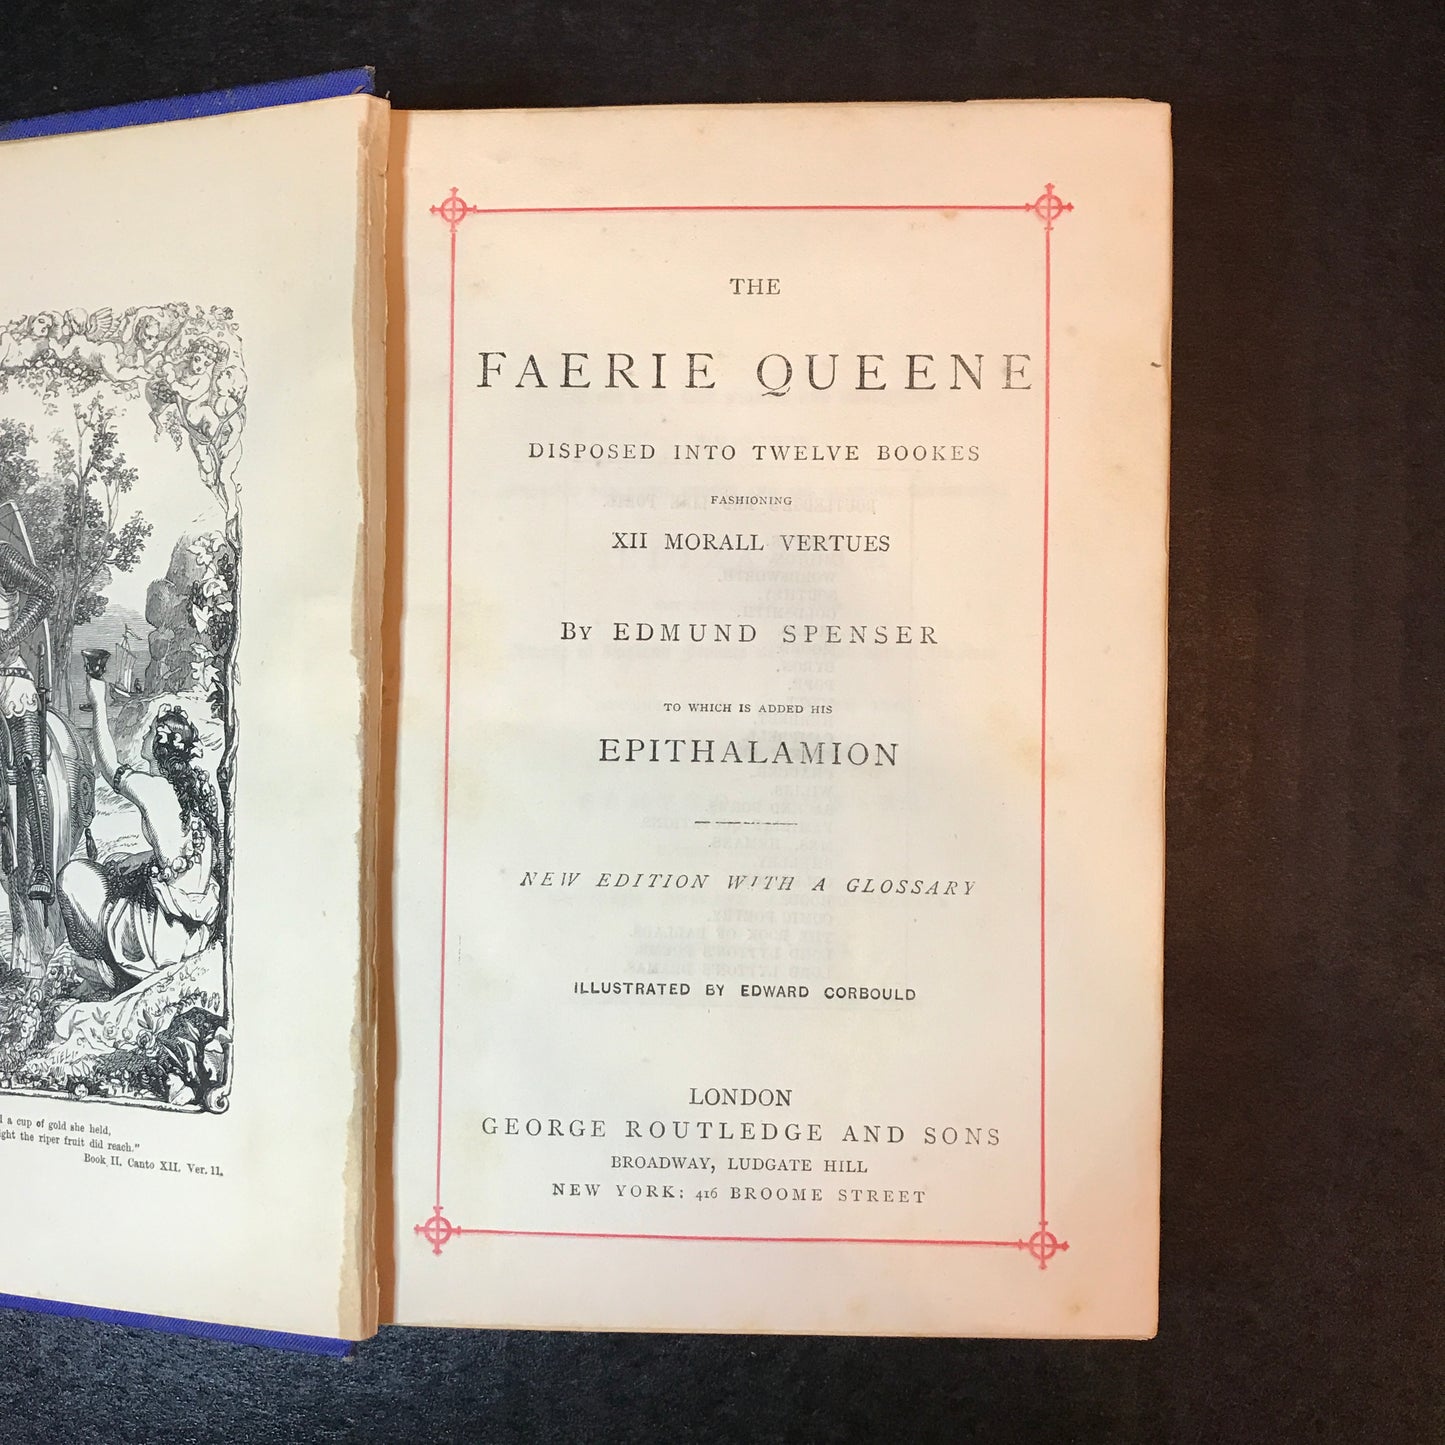 DALZIEL
a cup of gold she held,
the riper fruit did reach."
Book II. Canto XII. Ver. 11.
THE
FAERIE QUEENE
DISPOSED INTO TWELVE BOOKES
FASHIONING
XII MORALL VERTUES
BY EDMUND SPENSER
TO WHICH IS ADDED HIS
EPITHALAMION
NEW EDITION WITH A GLOSSARY
ILLUSTRATED BY EDWARD CORBOULD
LONDON
GEORGE ROUTLEDGE AND SONS
BROADWAY, LUDGATE HILL
NEW YORK: 416 BROOME STREET